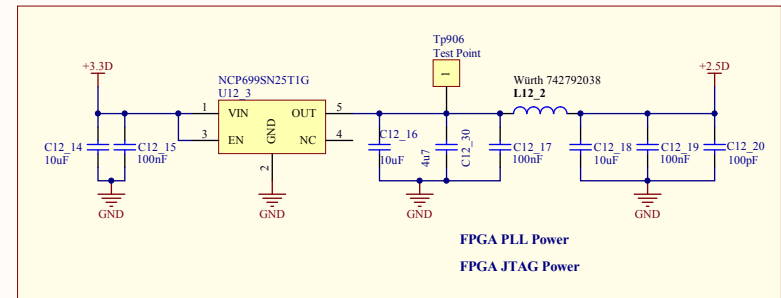 Tp906
Test Point
1
+3.3D
NCP699SN25T1G
U12_3
Würth 742792038
L12_2
+2.5D
1
VIN
OUT
5
GND
3
EN
NC
4
2
C12_14
10uF
C12_15
100nF
C12_16
10uF
4u7
C12_30
C12_17
100nF
C12_18
10uF
C12_19
100nF
C12_20
100pF
GND
GND
GND
GND
FPGA PLL Power
FPGA JTAG Power